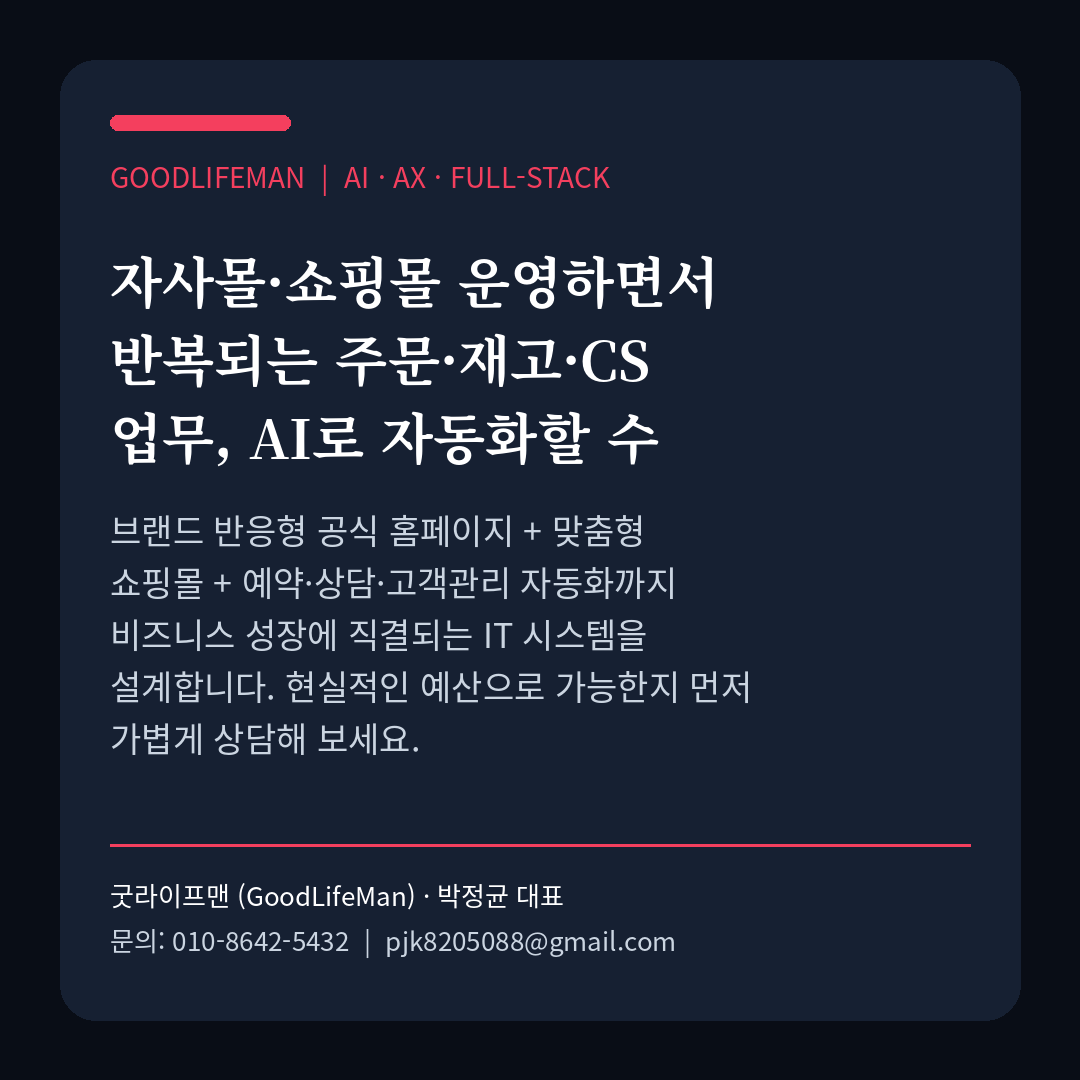 GOODLIFEMAN | AI · AX · FULL-STACK
자사몰·쇼핑몰 운영하면서
반복되는 주문·재고·CS
업무, AI로 자동화할 수
브랜드 반응형 공식 홈페이지 + 맞춤형
쇼핑몰 + 예약·상담·고객관리 자동화까지
비즈니스 성장에 직결되는 IT 시스템을
설계합니다. 현실적인 예산으로 가능한지 먼저
가볍게 상담해 보세요.
굿라이프맨 (GoodLifeMan) · 박정균 대표
문의: 010-8642-5432 | pjk8205088@gmail.com